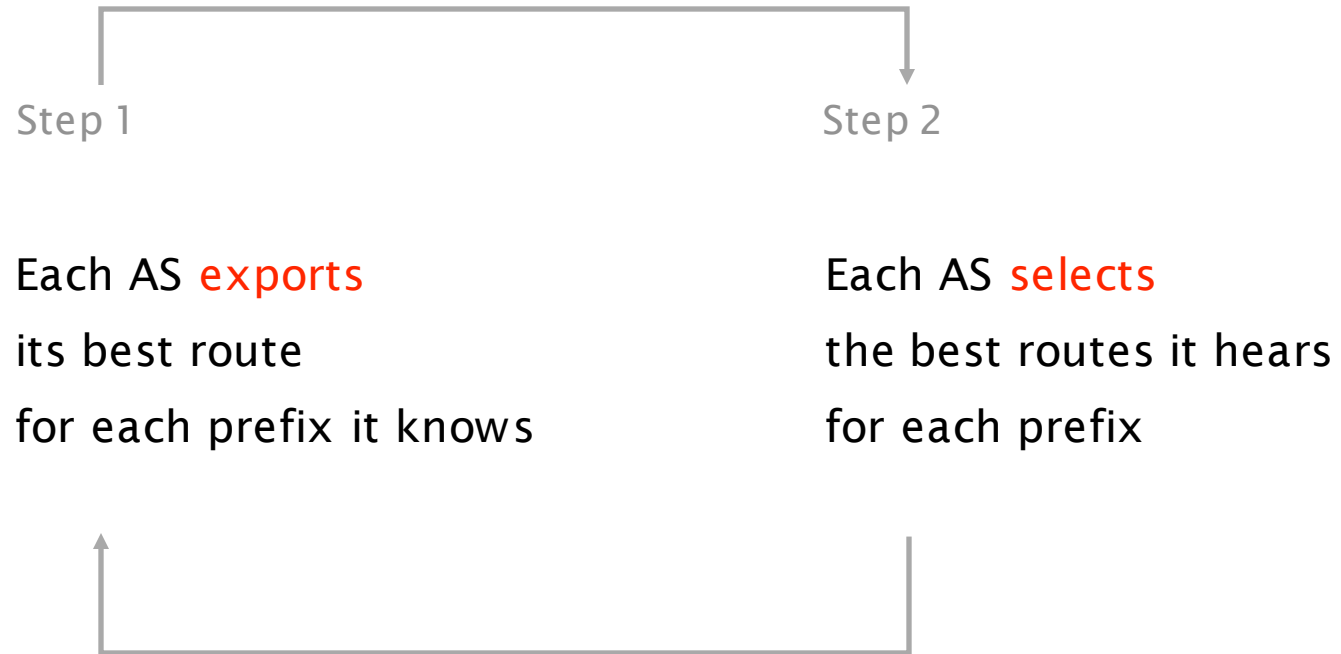 Step 1
Each AS exports
its best route
for each prefix it knows
Step 2
Each AS selects
the best routes it hears
for each prefix